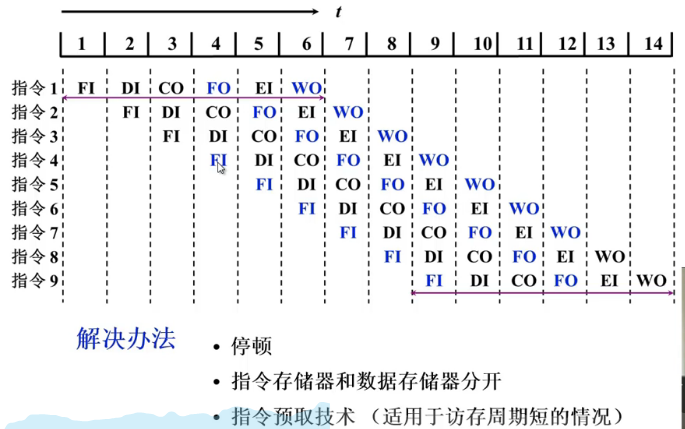 t
1 2 3 4 5 6 7 8 9 10 11 12 13 14
指令 1 FI DI CO FO EI WO
指令 2 FI DI CO FO EI WO
指令 3 FI DI CO FO EI WO
指令 4 FI DI CO FO EI WO
指令 5 FI DI CO FO EI WO
指令 6 FI DI CO FO EI WO
指令 7 FI DI CO FO EI WO
指令 8 FI DI CO FO EI WO
指令 9 FI DI CO FO EI WO
解决办法
• 停顿
• 指令存储器和数据存储器分开
• 指令预取技术 （适用于访存周期短的情况）